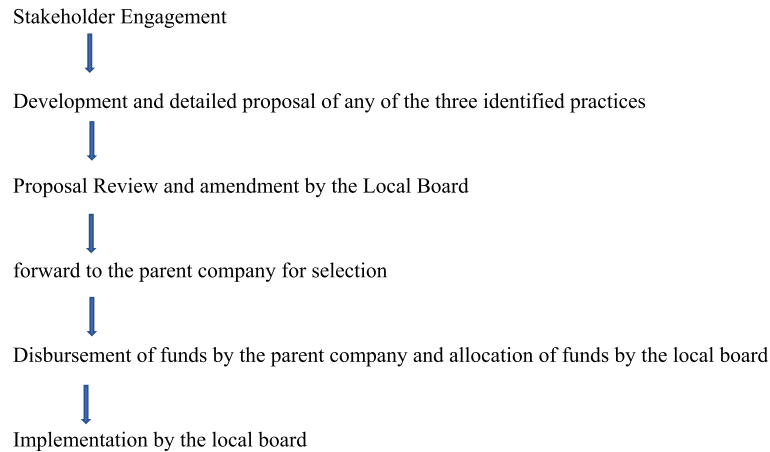 Stakeholder Engagement
Development and detailed proposal of any of the three identified practices
Proposal Review and amendment by the Local Board
forward to the parent company for selection
Disbursement of funds by the parent company and allocation of funds by the local board
Implementation by the local board